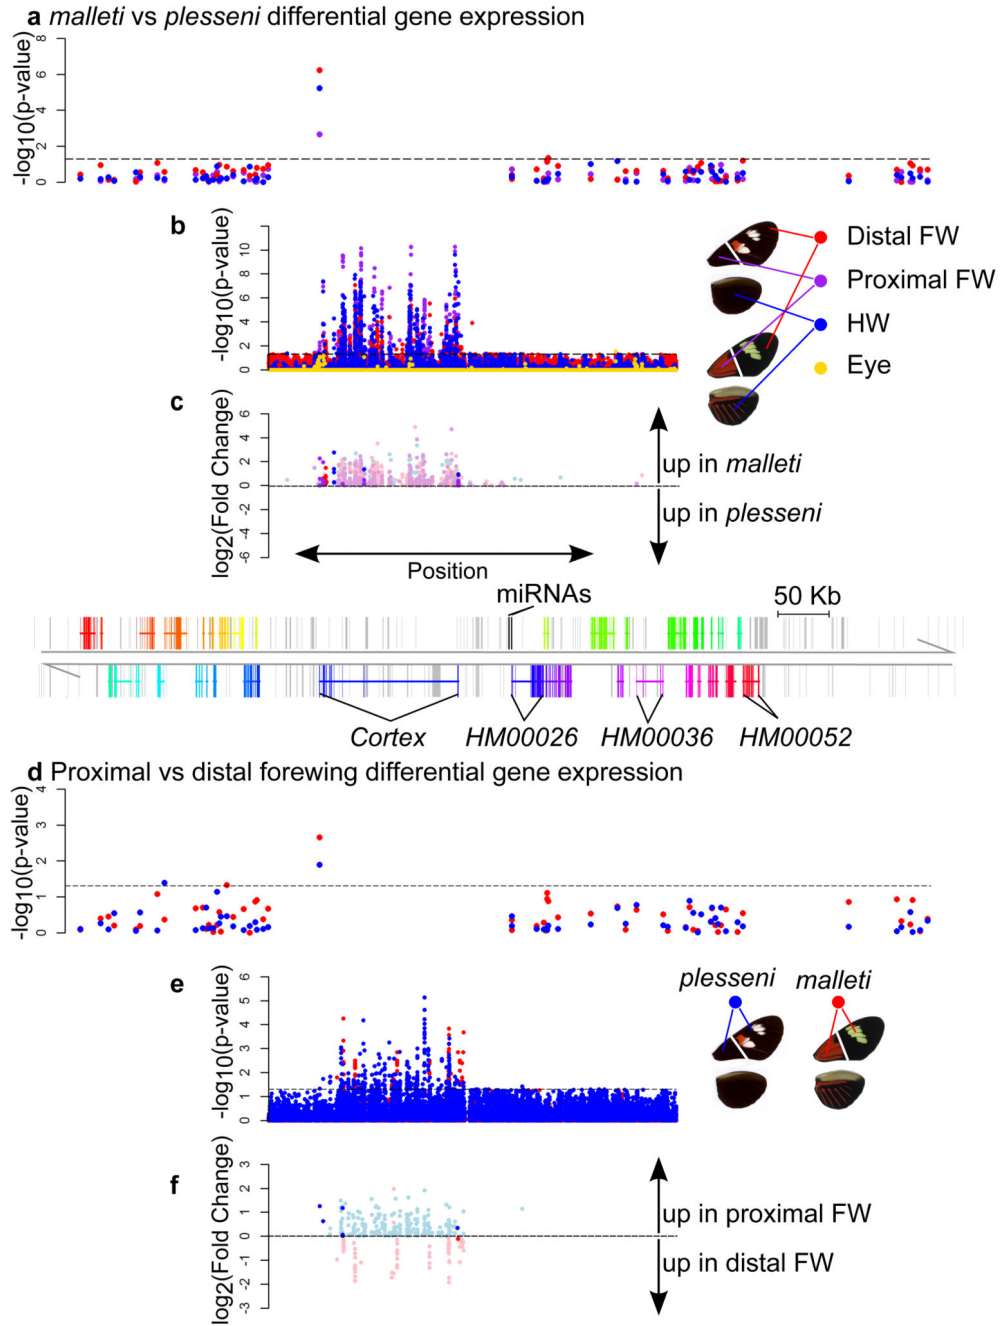 a malleti vs plesseni differential gene expression
-log10(p-value)
8
6
4
2
0
b
-log10(p-value)
10
8
6
4
2
0
Distal FW
Proximal FW
HW
Eye
c
log2(Fold Change)
6
4
2
0
-2
-4
-6
up in malleti
up in plesseni
Position
miRNAs
50 Kb
Cortex HM00026 HM00036 HM00052
d Proximal vs distal forewing differential gene expression
-log10(p-value)
4
3
2
1
0
e
-log10(p-value)
6
5
4
3
2
1
0
plesseni malleti
f
log2(Fold Change)
3
2
1
0
-1
-2
-3
up in proximal FW
up in distal FW